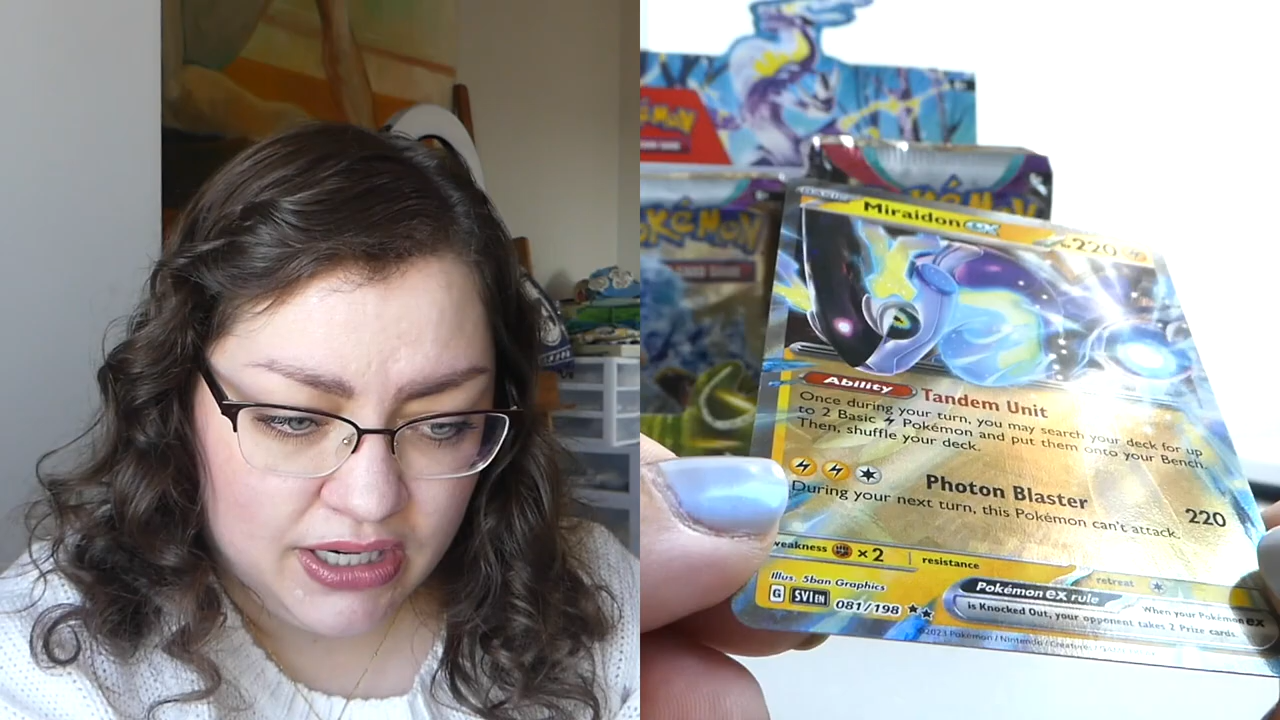 POKÉMON
POKÉMON
POKÉMON
BASIC
Miraidon ex
220
Ability Tandem Unit
Once during your turn, you may search your deck for up
to 2 Basic Pokémon and put them onto your Bench.
Then, shuffle your deck.
Photon Blaster 220
During your next turn, this Pokémon can't attack.
weakness ×2 resistance
retreat
Illus. 5ban Graphics
Pokémon ex rule
When your Pokémon ex
is Knocked Out, your opponent takes 2 Prize cards.
G SVI EN 081/198
©2023 Pokémon / Nintendo / Creatures